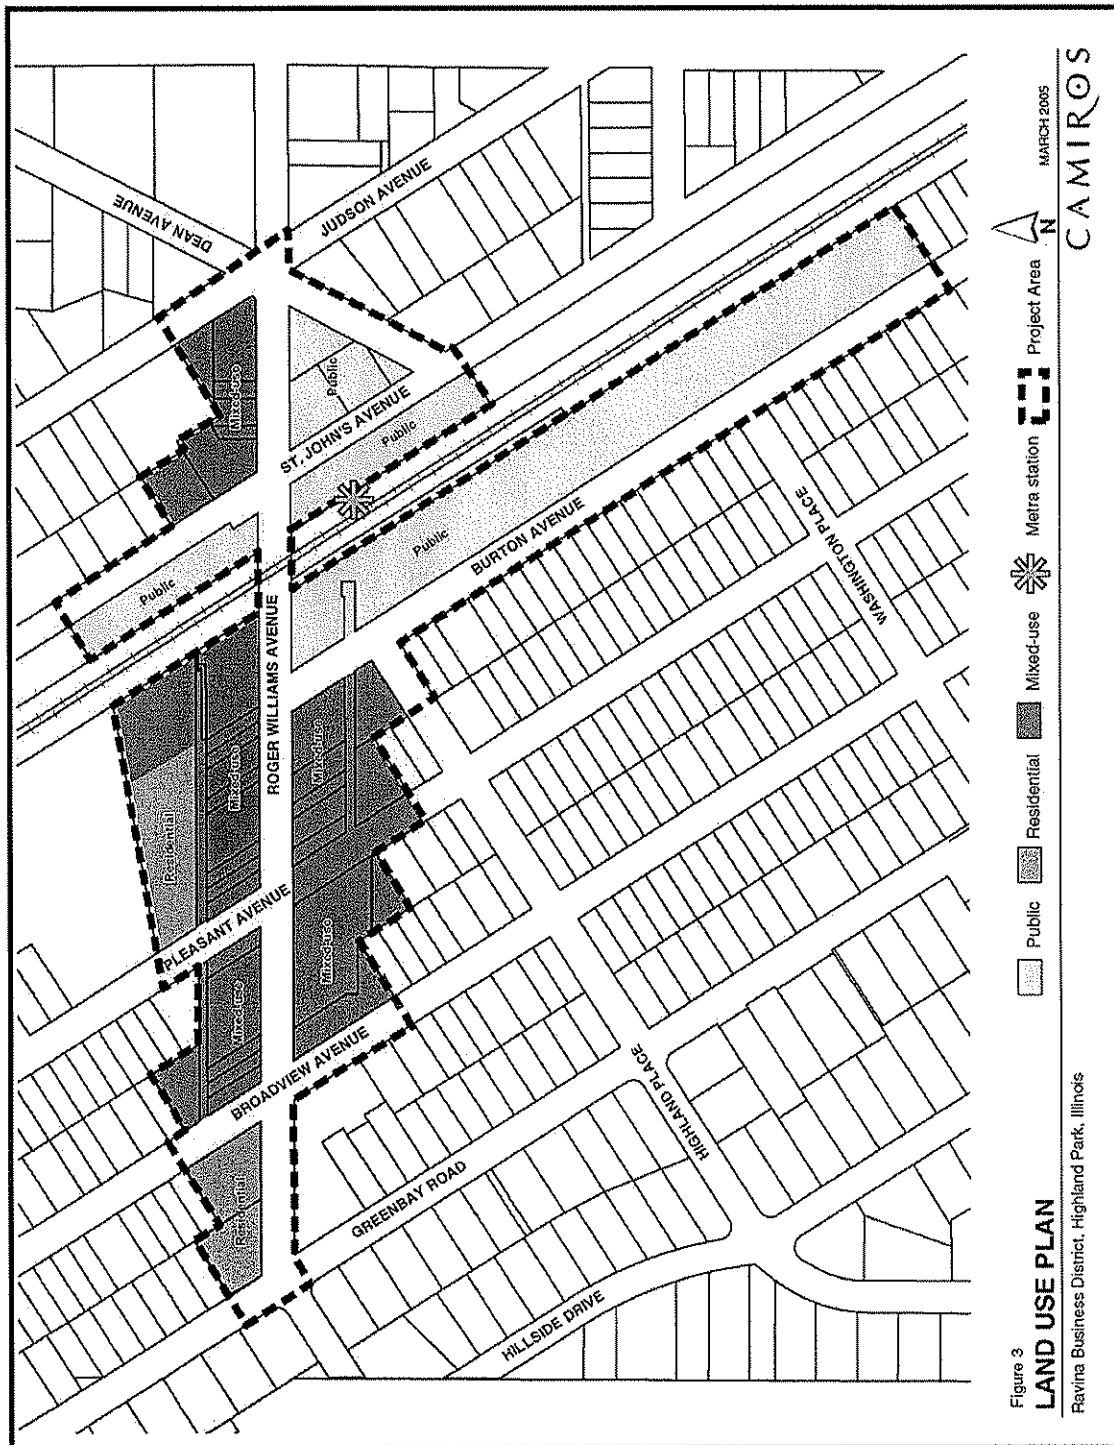 DEAN AVENUE
JUDSON AVENUE
Mixed-use
Public
ST. JOHN'S AVENUE
Public
Public
Public
BURTON AVENUE
WASHINGTON PLACE
ROGER WILLIAMS AVENUE
Residential
Mixed-use
Mixed-use
PLEASANT AVENUE
Mixed-use
Mixed-use
BROADVIEW AVENUE
Residential
GREENBAY ROAD
HIGHLAND PLACE
HILLSIDE DRIVE
Figure 3
LAND USE PLAN
Ravina Business District, Highland Park, Illinois
Public
Residential
Mixed-use
Metra station
Project Area
N
MARCH 2005
CAMIROS